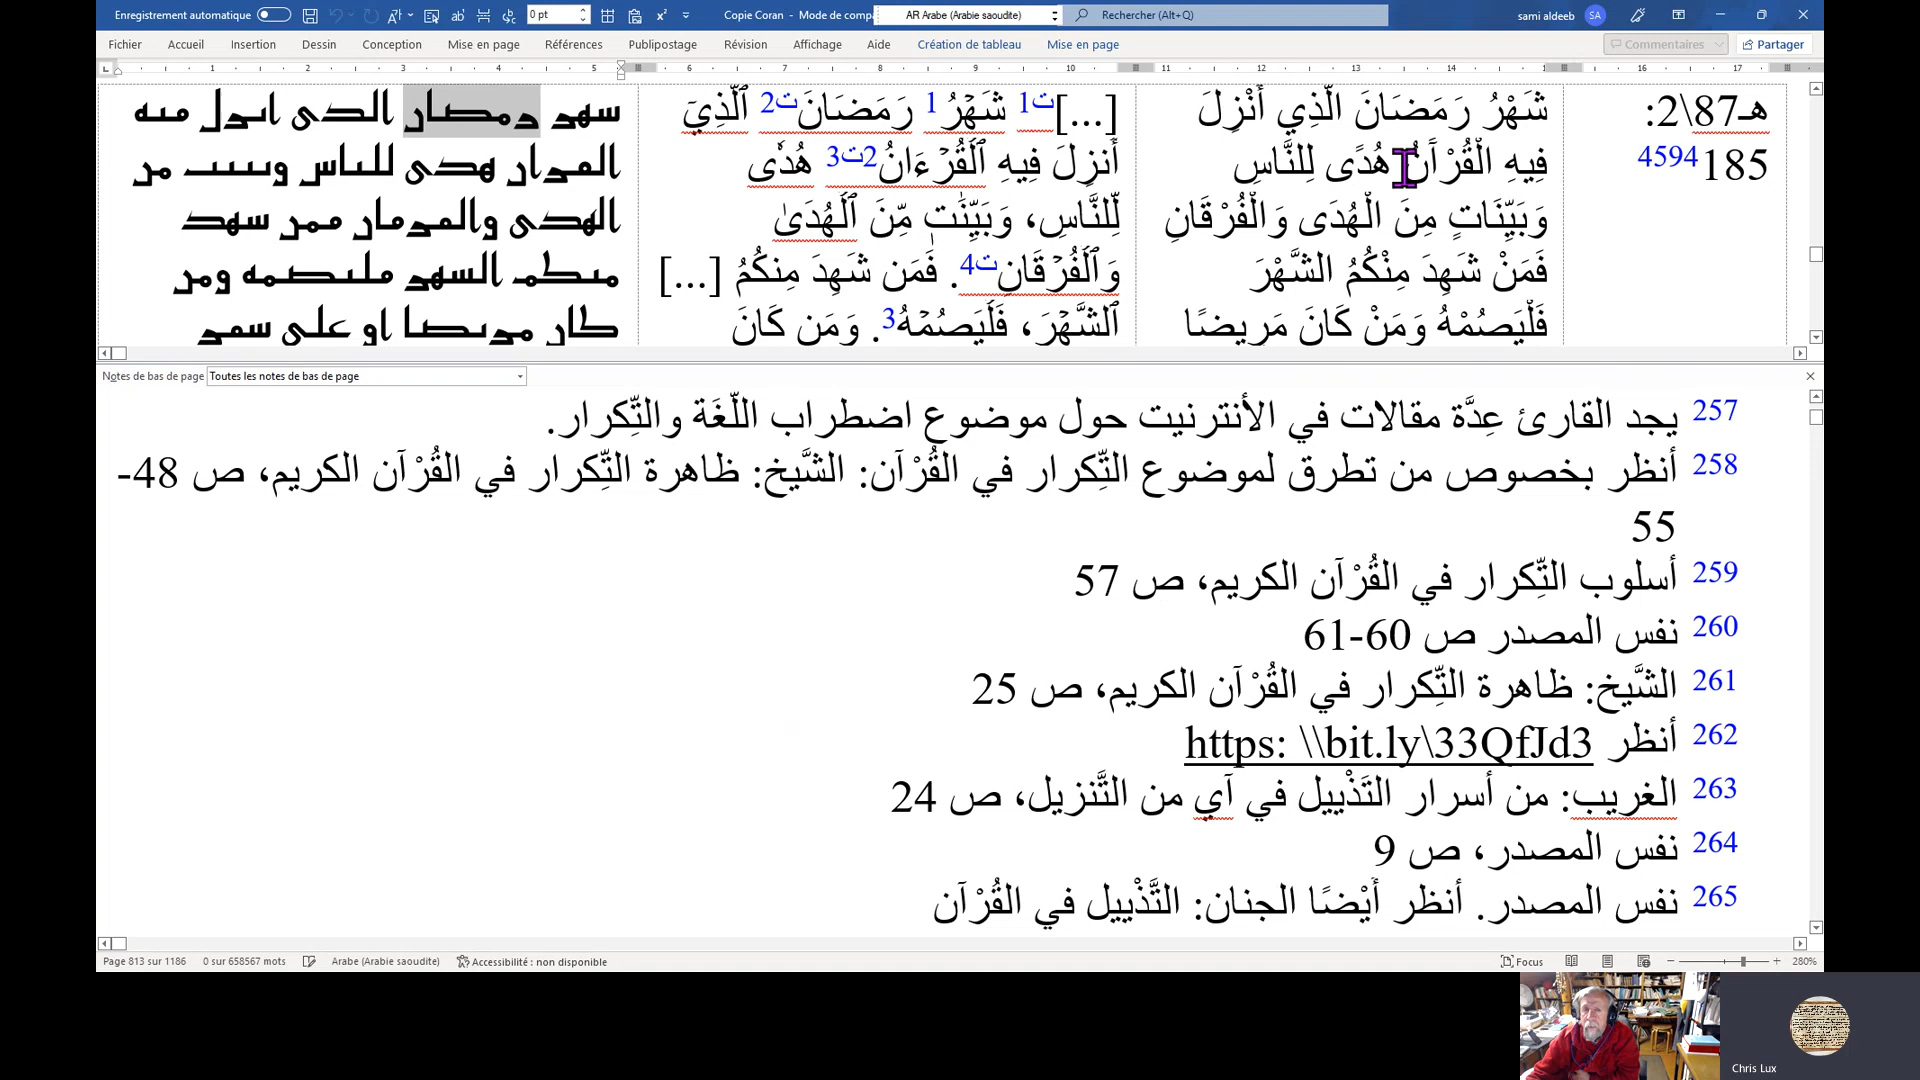 Enregistrement automatique
0 pt
Copie Coran - Mode de compa
AR Arabe (Arabie saoudite)
Rechercher (Alt+Q)
sami aldeeb
SA
Fichier Accueil Insertion Dessin Conception Mise en page Références Publipostage Révision Affichage Aide Création de tableau Mise en page
Commentaires
Partager
هـ87\2:
185 4594
شَهْرُ رَمَضَانَ الَّذِي أُنْزِلَ
فِيهِ الْقُرْآَنُ هُدًى لِلنَّاسِ
وَبَيِّنَاتٍ مِنَ الْهُدَى وَالْفُرْقَانِ
فَمَنْ شَهِدَ مِنْكُمُ الشَّهْرَ
فَلْيَصُمْهُ وَمَنْ كَانَ مَرِيضًا
[...]ت1 شَهۡرُ1 رَمَضَانَت2 ٱلَّذِيٓ
أُنزِلَ فِيهِ ٱلۡقُرۡءَانُ2ت3 هُدٗى
لِّلنَّاسِ، وَبَيِّنَٰتٖ مِّنَ ٱلۡهُدَىٰ
وَٱلۡفُرۡقَانِت4. فَمَن شَهِدَ مِنكُمُ [...]
ٱلشَّهۡرَ، فَلۡيَصُمۡهُ3. وَمَن كَانَ
Notes de bas de page Toutes les notes de bas de page
257 يجد القارئ عِدَّة مقالات في الأنترنيت حول موضوع اضطراب اللّغَة والتِّكرار.
258 أنظر بخصوص من تطرق لموضوع التِّكرار في القُرْآن: الشَّيخ: ظاهرة التِّكرار في القُرْآن الكريم، ص 48-
55
259 أسلوب التِّكرار في القُرْآن الكريم، ص 57
260 نفس المصدر ص 60-61
261 الشَّيخ: ظاهرة التِّكرار في القُرْآن الكريم، ص 25
262 أنظر https: \\bit.ly\33QfJd3
263 الغريب: من أسرار التَذْييل في آي من التَّنزيل، ص 24
264 نفس المصدر، ص 9
265 نفس المصدر. أنظر أَيْضًا الجنان: التَّذْييل في القُرْآن
Page 813 sur 1186 0 sur 658567 mots Arabe (Arabie saoudite) Accessibilité : non disponible
Focus
280%
Chris Lux